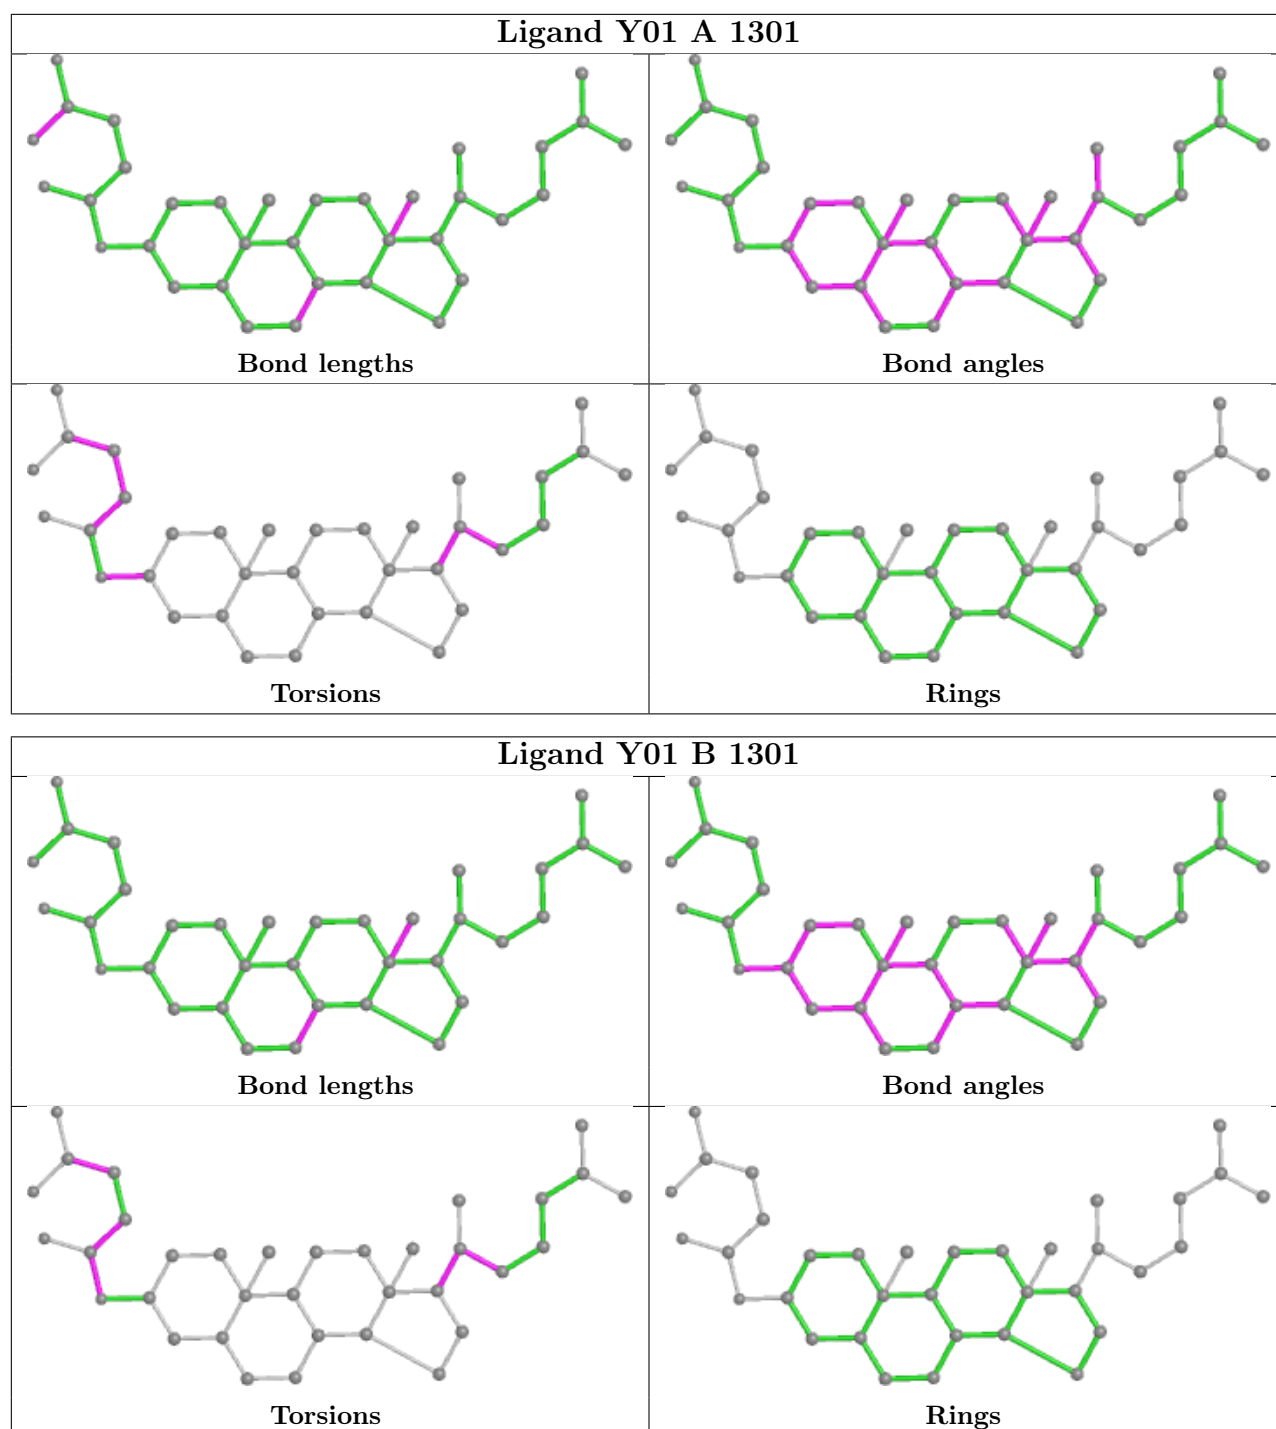 Ligand Y01 A 1301
Bond lengths
Bond angles
Torsions
Rings
Ligand Y01 B 1301
Bond lengths
Bond angles
Torsions
Rings